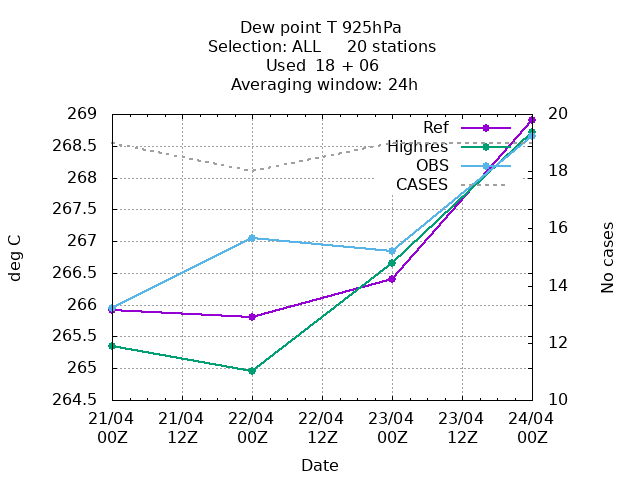 Dew point T 925hPa
Selection: ALL 20 stations
Used 18 + 06
Averaging window: 24h
269
268.5
268
267.5
267
266.5
266
265.5
265
264.5
20
18
16
14
12
10
Ref
Highres
OBS
CASES
deg C
No cases
21/04 21/04 22/04 22/04 23/04 23/04 24/04
00Z 12Z 00Z 12Z 00Z 12Z 00Z
Date